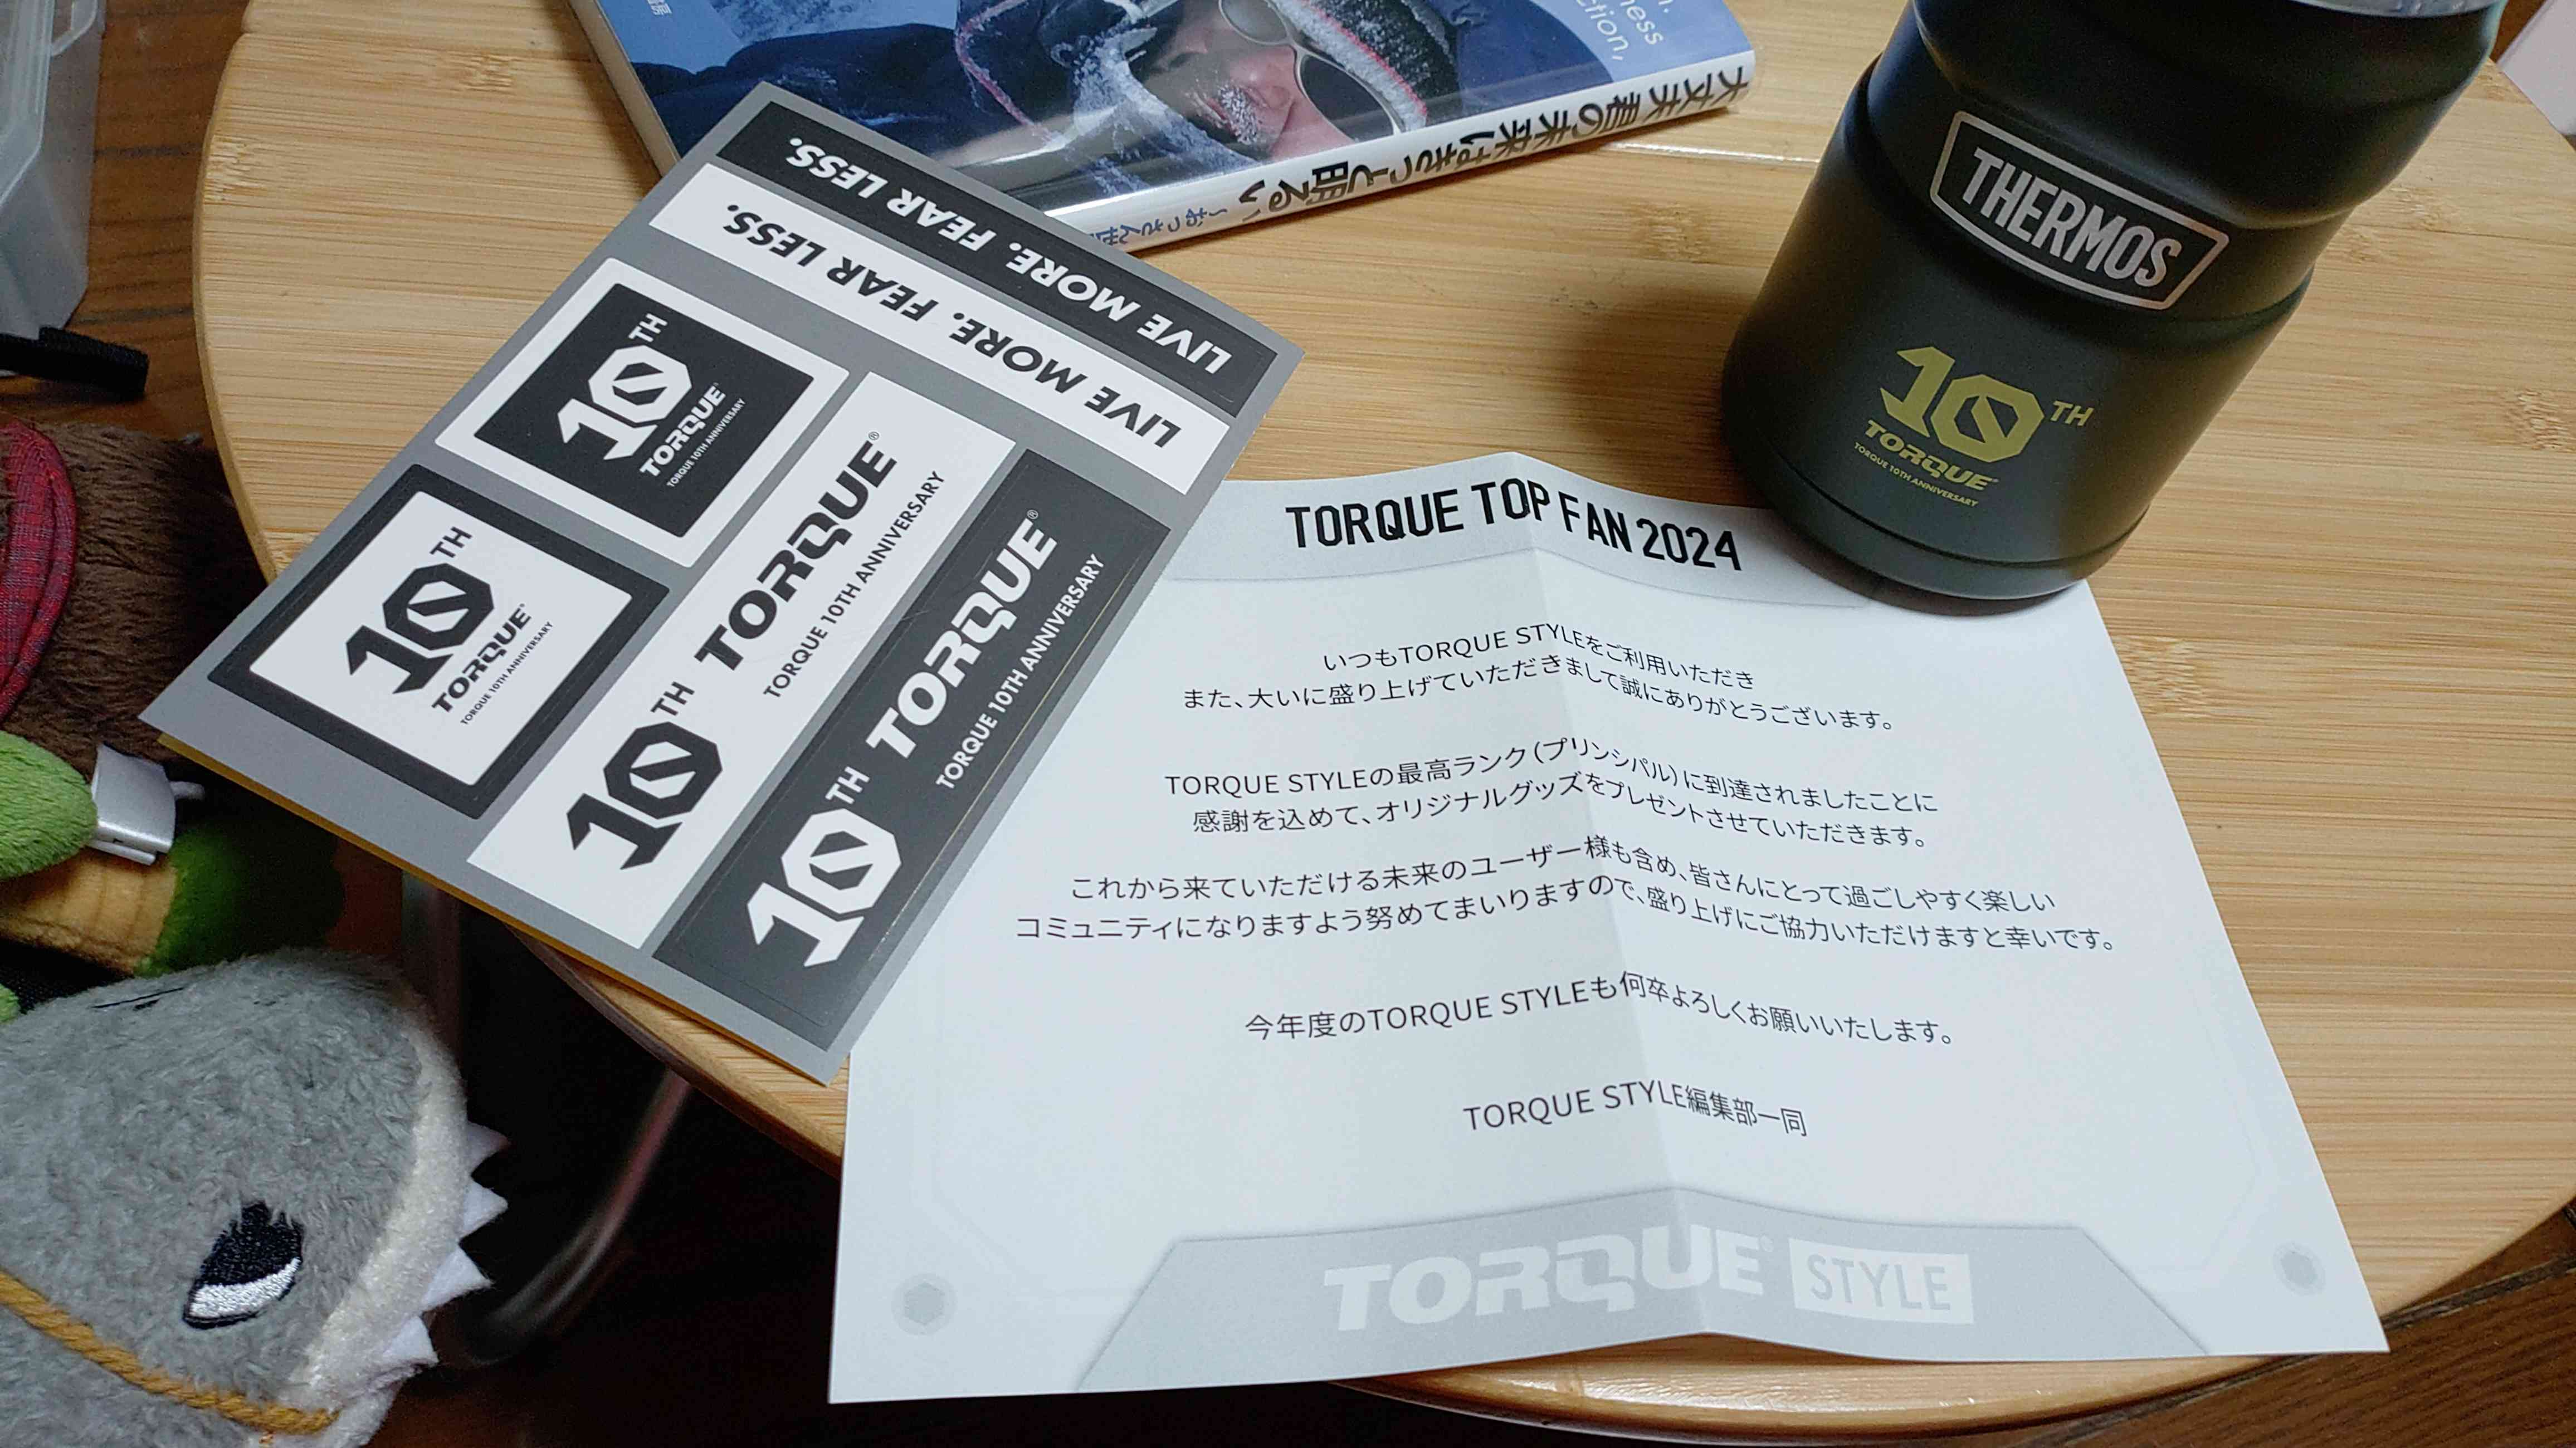 大丈夫 君の未来はきっと明るい
LIVE MORE. FEAR LESS.
LIVE MORE. FEAR LESS.
10TH
TORQUE
TORQUE 10TH ANNIVERSARY
10TH
TORQUE
TORQUE 10TH ANNIVERSARY
10TH TORQUE®
TORQUE 10TH ANNIVERSARY
10TH TORQUE®
TORQUE 10TH ANNIVERSARY
THERMOS
10TH
TORQUE
TORQUE 10TH ANNIVERSARY
TORQUE TOP FAN 2024
いつもTORQUE STYLEをご利用いただき
また、大いに盛り上げていただきまして誠にありがとうございます。
TORQUE STYLEの最高ランク(プリンシパル)に到達されましたことに
感謝を込めて、オリジナルグッズをプレゼントさせていただきます。
これから来ていただける未来のユーザー様も含め、皆さんにとって過ごしやすく楽しい
コミュニティになりますよう努めてまいりますので、盛り上げにご協力いただけますと幸いです。
今年度のTORQUE STYLEも何卒よろしくお願いいたします。
TORQUE STYLE編集部一同
TORQUE® STYLE